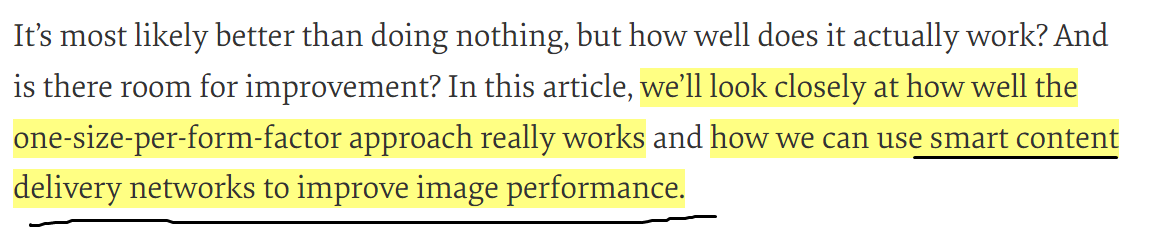 It’s most likely better than doing nothing, but how well does it actually work? And
is there room for improvement? In this article, we’ll look closely at how well the
one-size-per-form-factor approach really works and how we can use smart content
delivery networks to improve image performance.